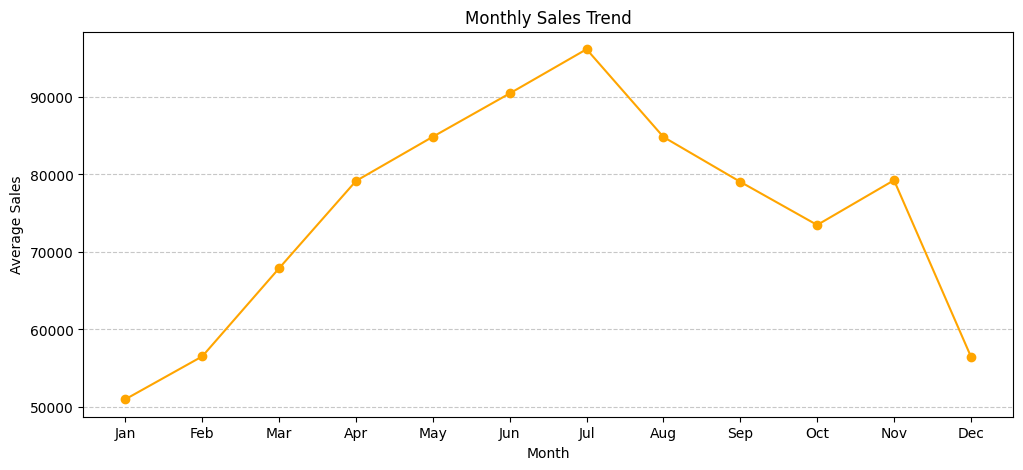 Monthly Sales Trend
Average Sales
90000
80000
70000
60000
50000
Jan Feb Mar Apr May Jun Jul Aug Sep Oct Nov Dec
Month